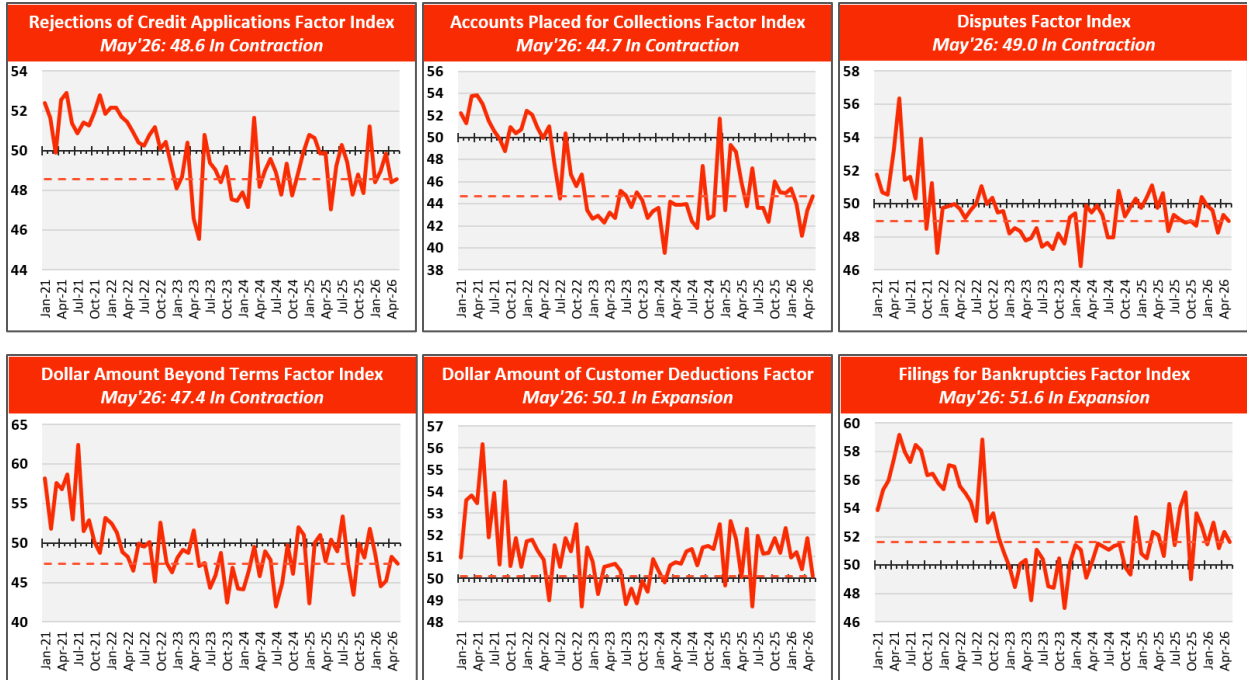 Rejections of Credit Applications Factor Index
May'26: 48.6 In Contraction
54
52
50
48
46
44
Jan-21
Apr-21
Jul-21
Oct-21
Jan-22
Apr-22
Jul-22
Oct-22
Jan-23
Apr-23
Jul-23
Oct-23
Jan-24
Apr-24
Jul-24
Oct-24
Jan-25
Apr-25
Jul-25
Oct-25
Jan-26
Apr-26
Accounts Placed for Collections Factor Index
May'26: 44.7 In Contraction
56
54
52
50
48
46
44
42
40
38
Jan-21
Apr-21
Jul-21
Oct-21
Jan-22
Apr-22
Jul-22
Oct-22
Jan-23
Apr-23
Jul-23
Oct-23
Jan-24
Apr-24
Jul-24
Oct-24
Jan-25
Apr-25
Jul-25
Oct-25
Jan-26
Apr-26
Disputes Factor Index
May'26: 49.0 In Contraction
58
56
54
52
50
48
46
Jan-21
Apr-21
Jul-21
Oct-21
Jan-22
Apr-22
Jul-22
Oct-22
Jan-23
Apr-23
Jul-23
Oct-23
Jan-24
Apr-24
Jul-24
Oct-24
Jan-25
Apr-25
Jul-25
Oct-25
Jan-26
Apr-26
Dollar Amount Beyond Terms Factor Index
May'26: 47.4 In Contraction
65
60
55
50
45
40
Jan-21
Apr-21
Jul-21
Oct-21
Jan-22
Apr-22
Jul-22
Oct-22
Jan-23
Apr-23
Jul-23
Oct-23
Jan-24
Apr-24
Jul-24
Oct-24
Jan-25
Apr-25
Jul-25
Oct-25
Jan-26
Apr-26
Dollar Amount of Customer Deductions Factor
May'26: 50.1 In Expansion
57
56
55
54
53
52
51
50
49
48
Jan-21
Apr-21
Jul-21
Oct-21
Jan-22
Apr-22
Jul-22
Oct-22
Jan-23
Apr-23
Jul-23
Oct-23
Jan-24
Apr-24
Jul-24
Oct-24
Jan-25
Apr-25
Jul-25
Oct-25
Jan-26
Apr-26
Filings for Bankruptcies Factor Index
May'26: 51.6 In Expansion
60
58
56
54
52
50
48
46
Jan-21
Apr-21
Jul-21
Oct-21
Jan-22
Apr-22
Jul-22
Oct-22
Jan-23
Apr-23
Jul-23
Oct-23
Jan-24
Apr-24
Jul-24
Oct-24
Jan-25
Apr-25
Jul-25
Oct-25
Jan-26
Apr-26